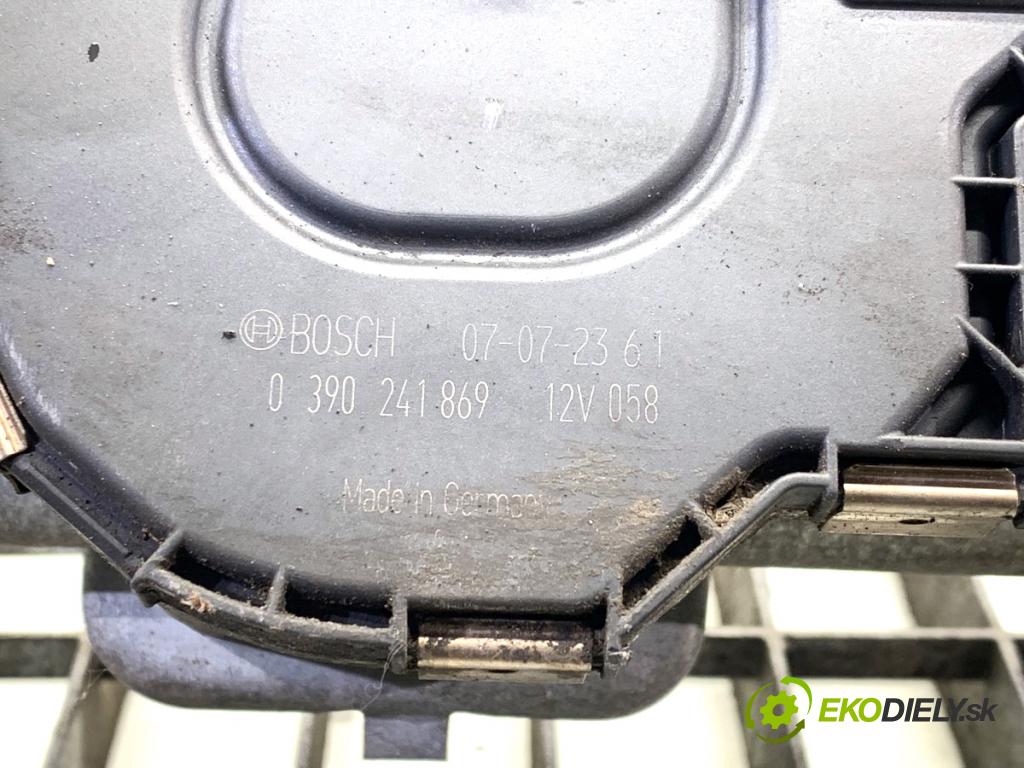 BOSCH 07-07-23 6 1
0 390 241 869 12V 058
Made in Germany
EKODIELY.sk